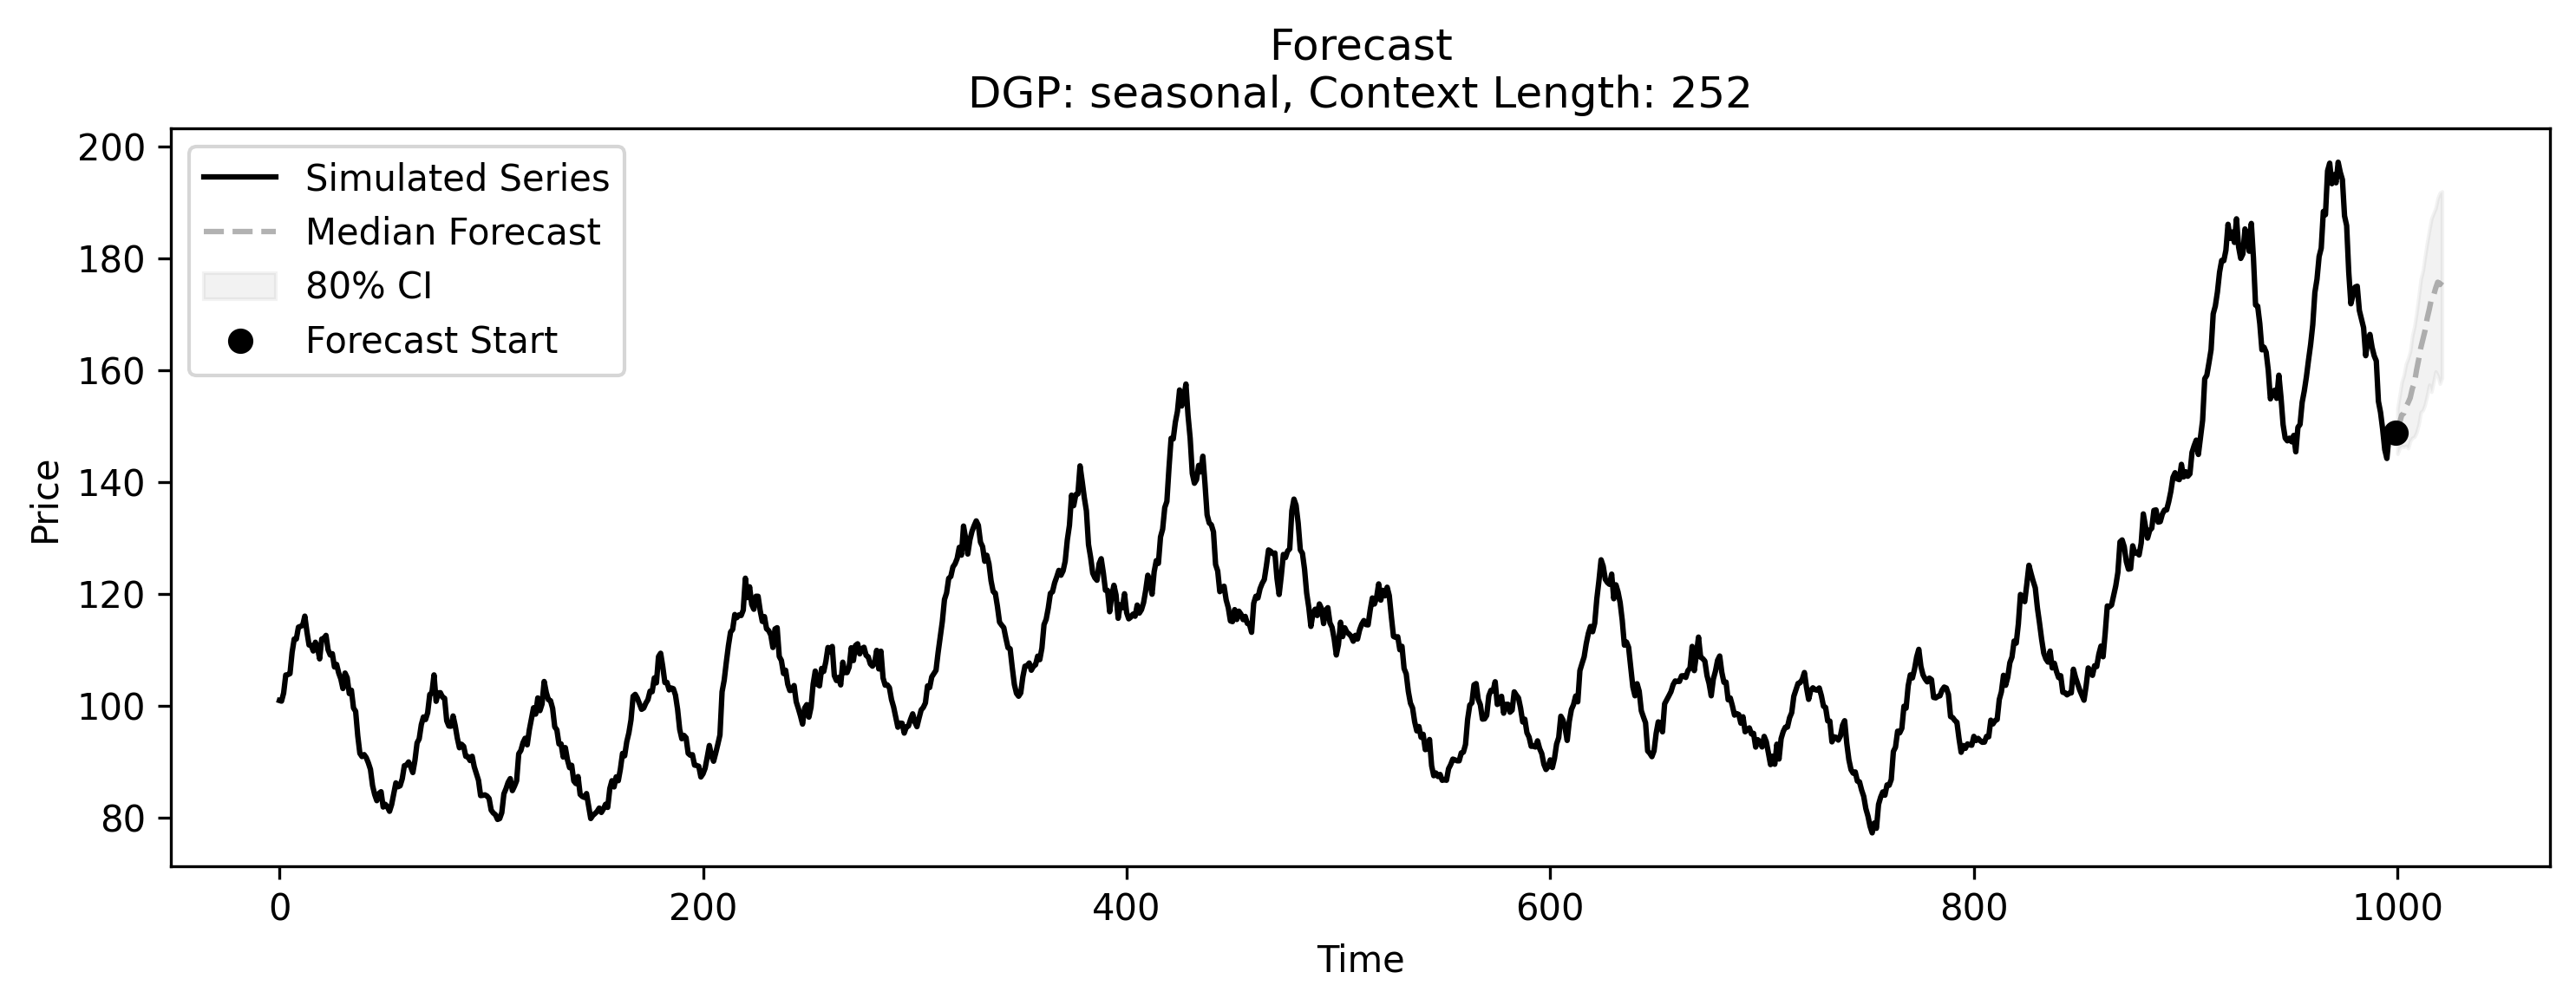 Forecast
DGP: seasonal, Context Length: 252
200
180
160
140
120
100
80
Price
Simulated Series
Median Forecast
80% CI
Forecast Start
0
200
400
600
800
1000
Time